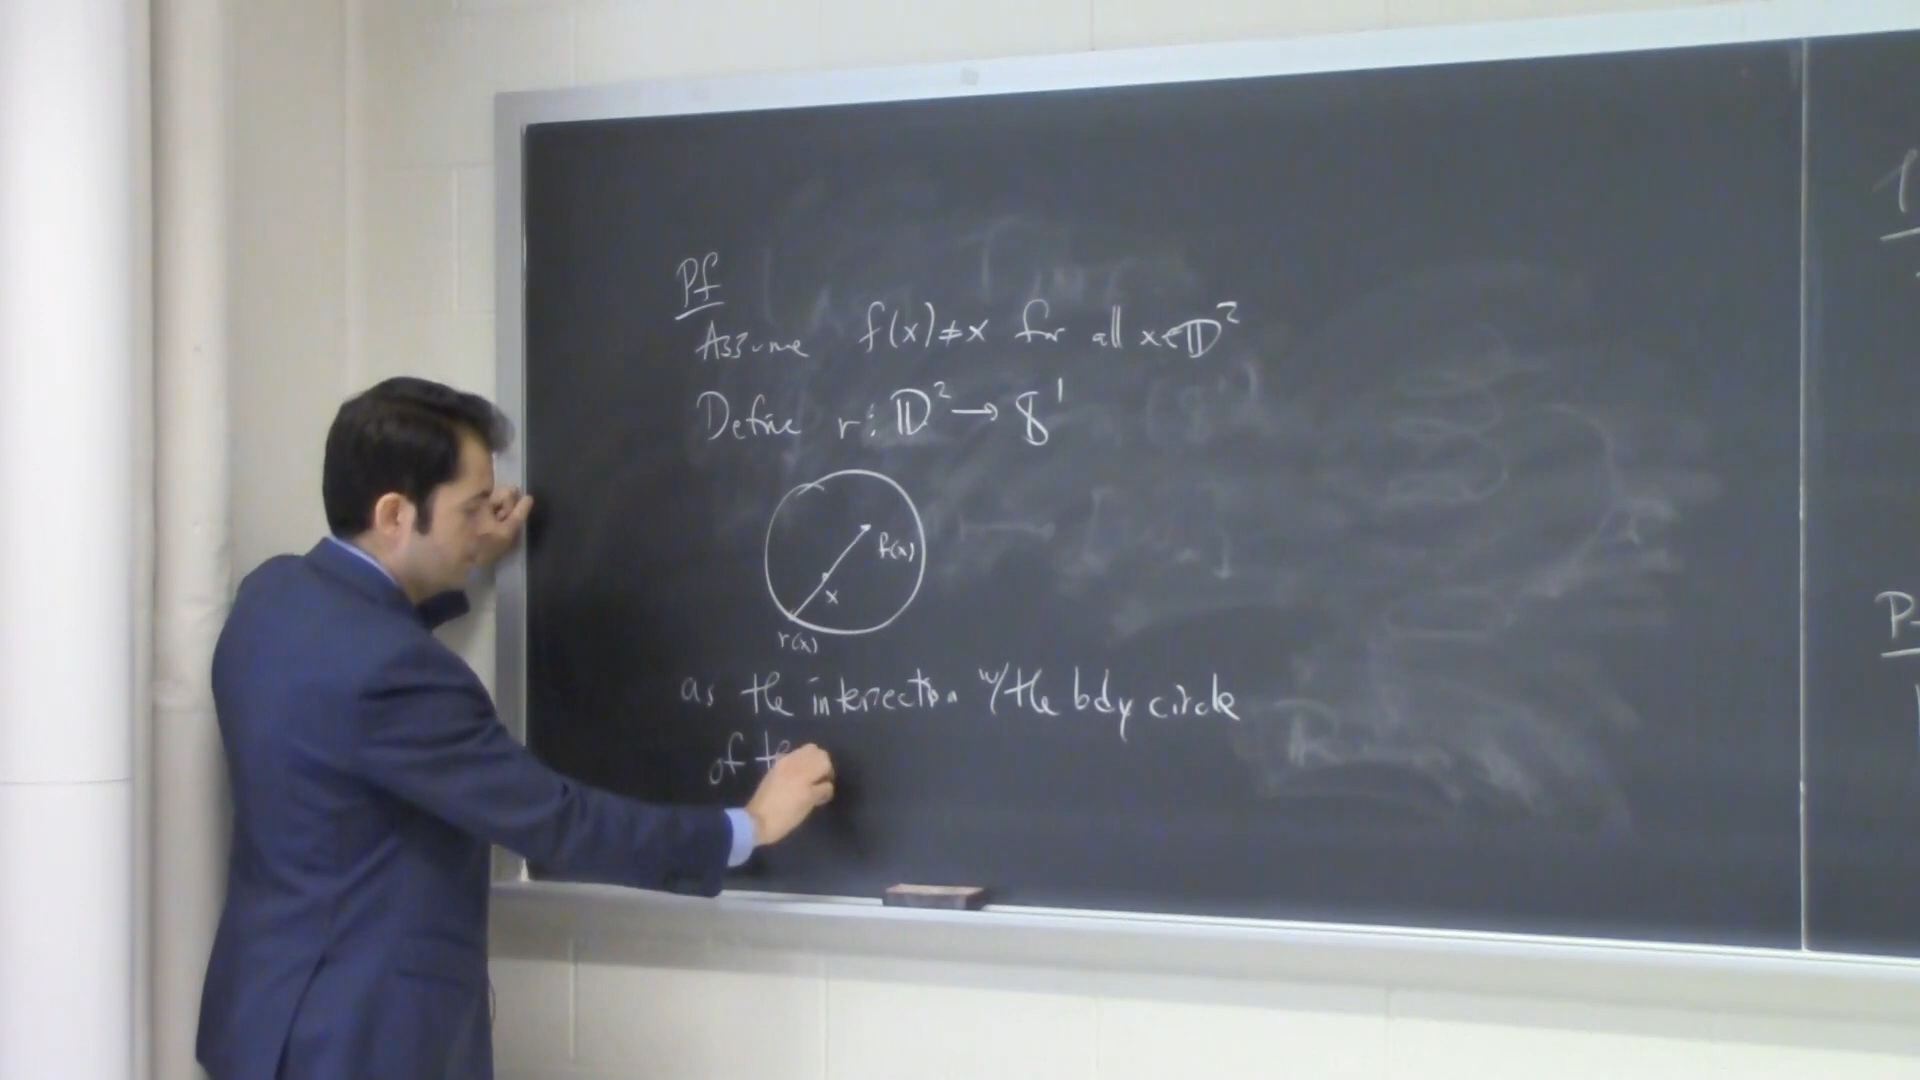 Pf
Assume f(x)≠x for all x∈𝔻²
Define r: 𝔻² → 𝕊¹
f(x)
x
r(x)
as the intersection w/ the bdy circle
of the